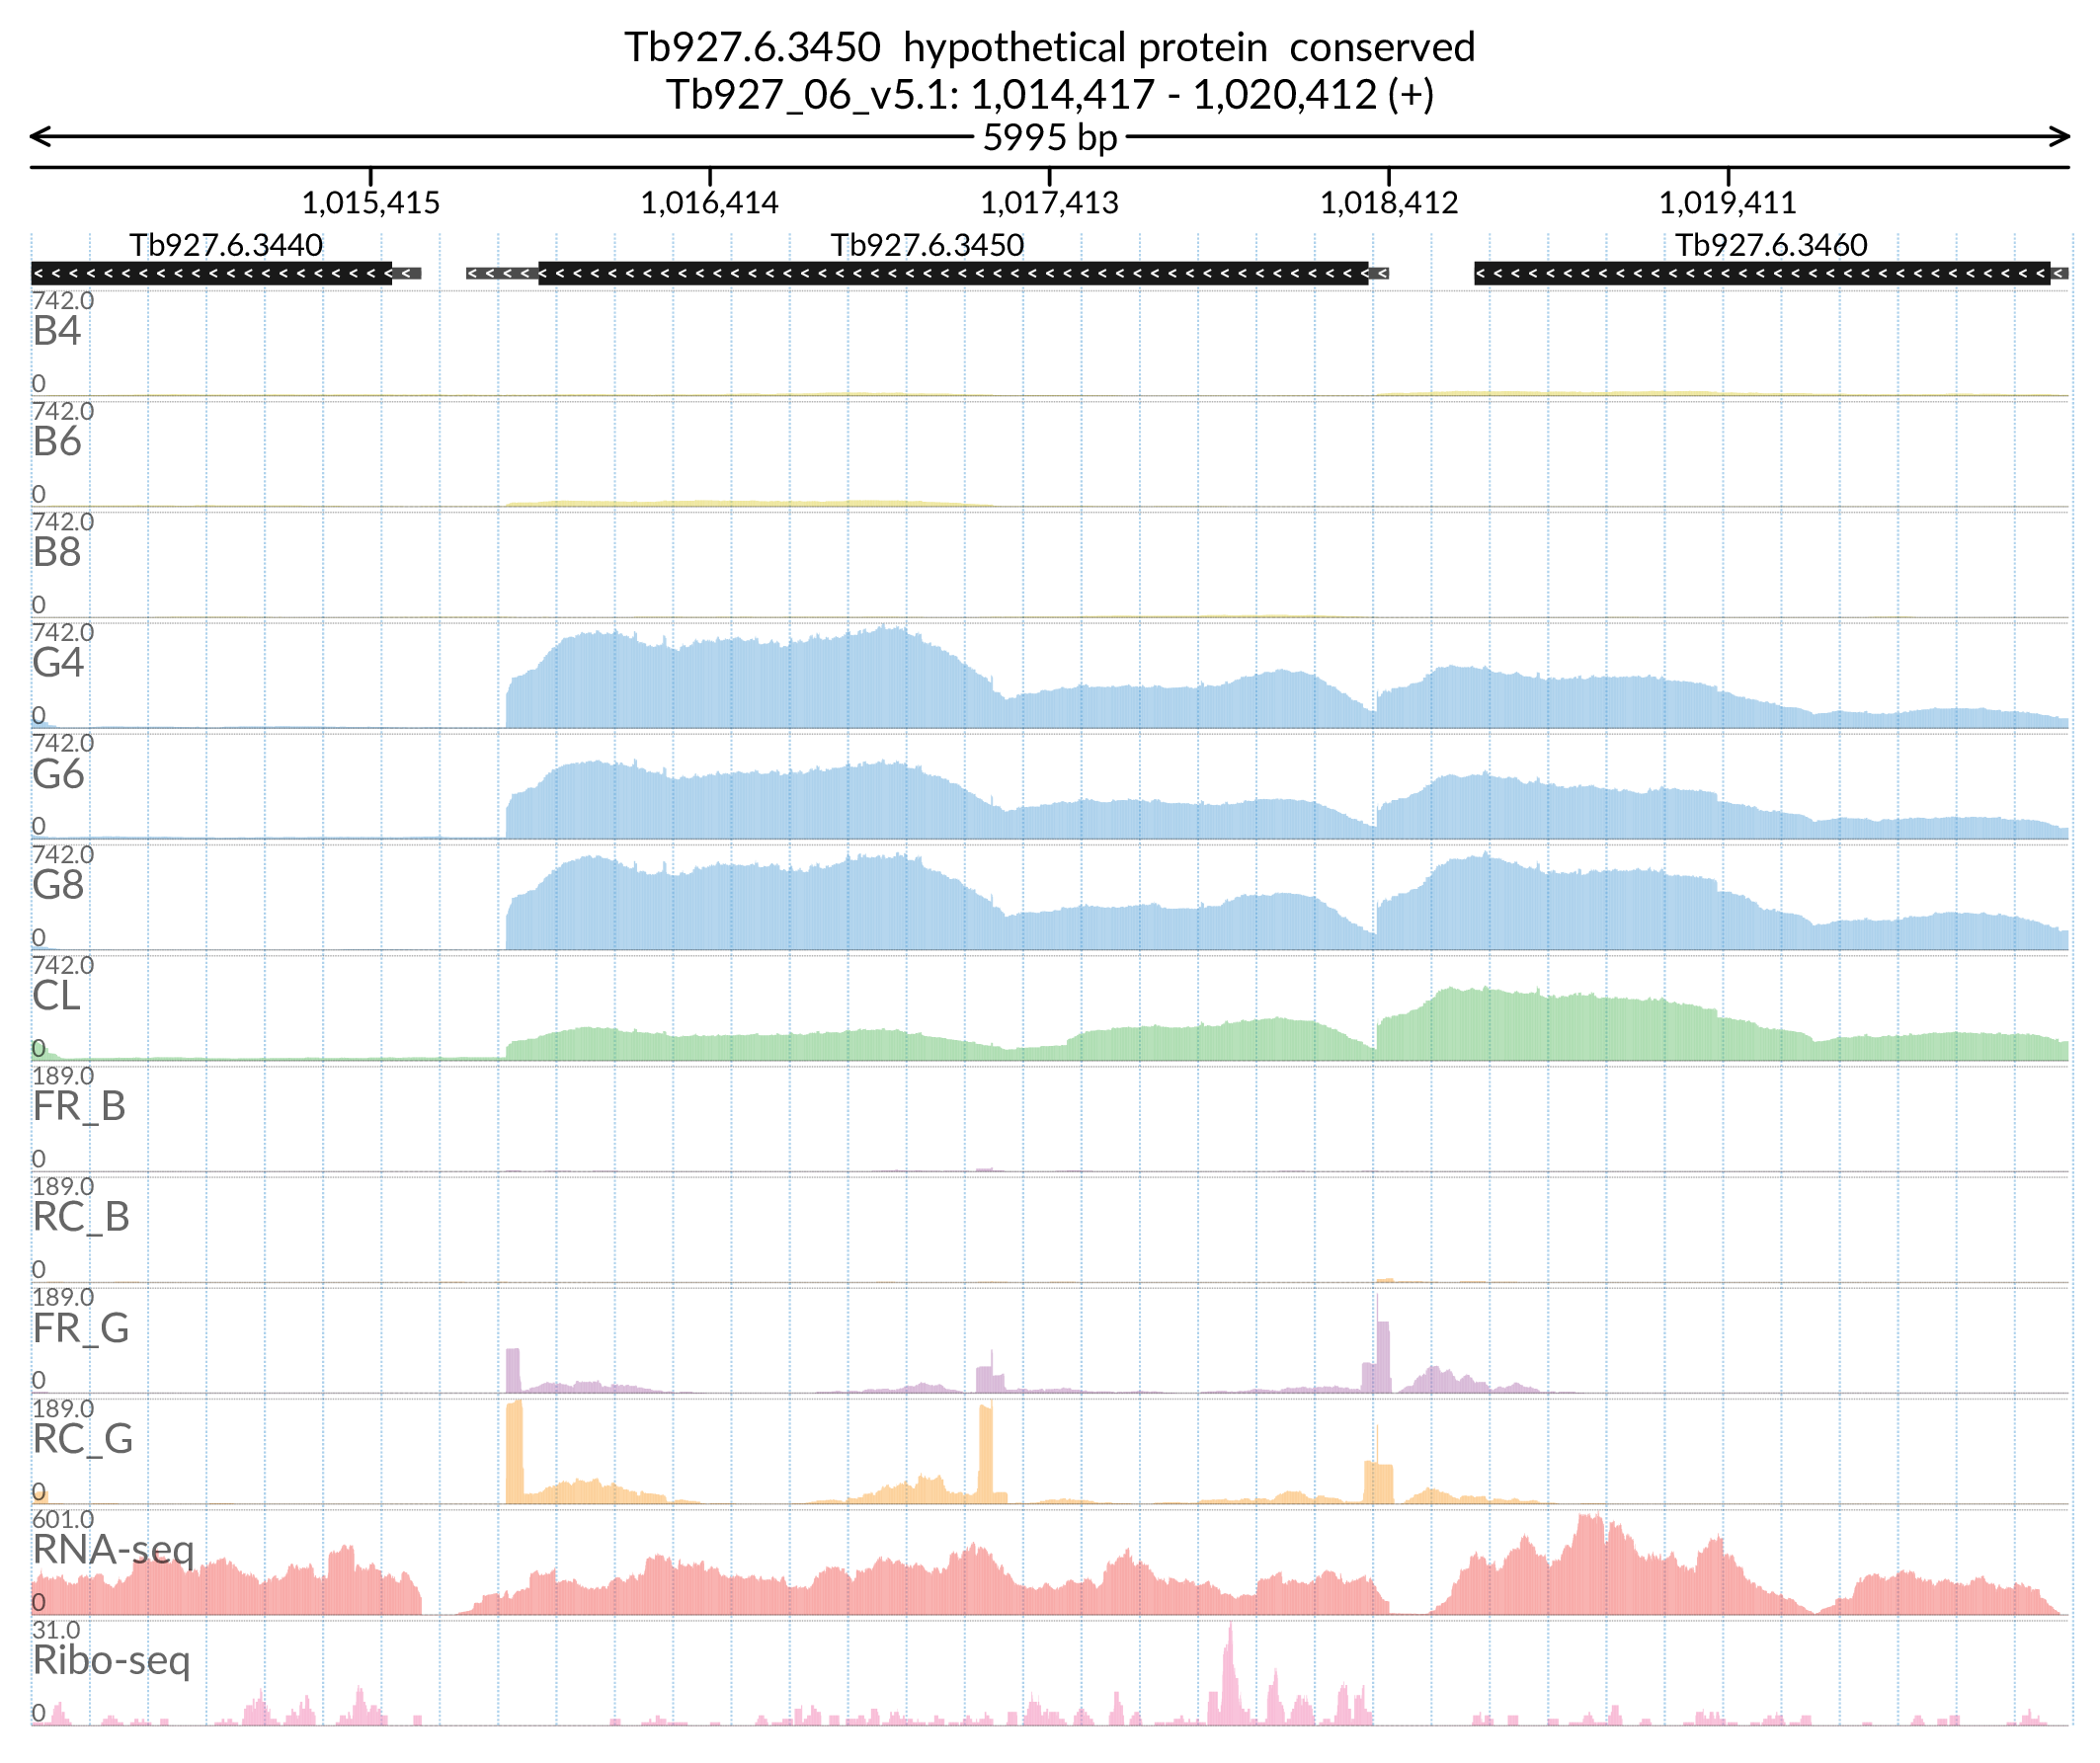 Tb927.6.3450 hypothetical protein conserved
Tb927_06_v5.1: 1,014,417 - 1,020,412 (+)
5995 bp
1,015,415 1,016,414 1,017,413 1,018,412 1,019,411
Tb927.6.3440 Tb927.6.3450 Tb927.6.3460
742.0
B4
0
742.0
B6
0
742.0
B8
0
742.0
G4
0
742.0
G6
0
742.0
G8
0
742.0
CL
0
189.0
FR_B
0
189.0
RC_B
0
189.0
FR_G
0
189.0
RC_G
0
601.0
RNA-seq
0
31.0
Ribo-seq
0